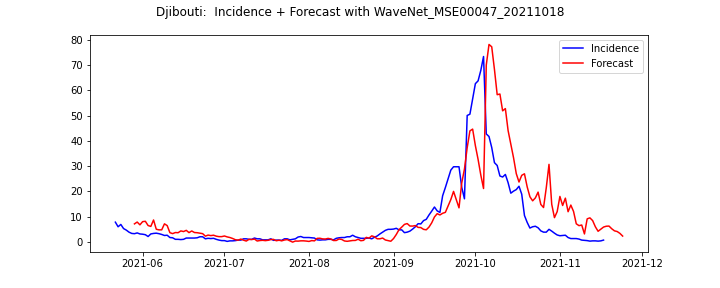 Djibouti:  Incidence + Forecast with WaveNet_MSE00047_20211018
Incidence
Forecast
80
70
60
50
40
30
20
10
0
2021-06 2021-07 2021-08 2021-09 2021-10 2021-11 2021-12